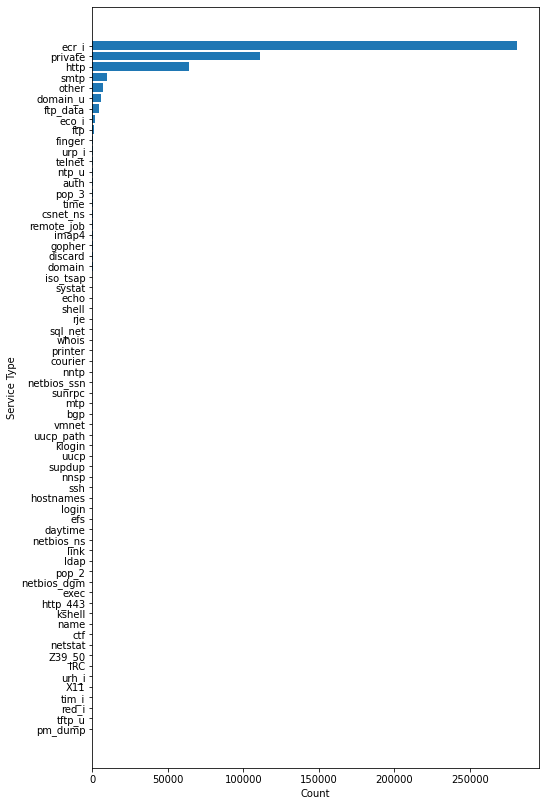 ecr_i
private
http
smtp
other
domain_u
ftp_data
eco_i
ftp
finger
urp_i
telnet
ntp_u
auth
pop_3
time
csnet_ns
remote_job
imap4
gopher
discard
domain
iso_tsap
systat
echo
shell
rje
sql_net
whois
printer
courier
nntp
netbios_ssn
sunrpc
mtp
bgp
vmnet
uucp_path
klogin
uucp
supdup
nnsp
ssh
hostnames
login
efs
daytime
netbios_ns
link
ldap
pop_2
netbios_dgm
exec
http_443
kshell
name
ctf
netstat
Z39_50
IRC
urh_i
X11
tim_i
red_i
tftp_u
pm_dump
Service Type
0 50000 100000 150000 200000 250000
Count